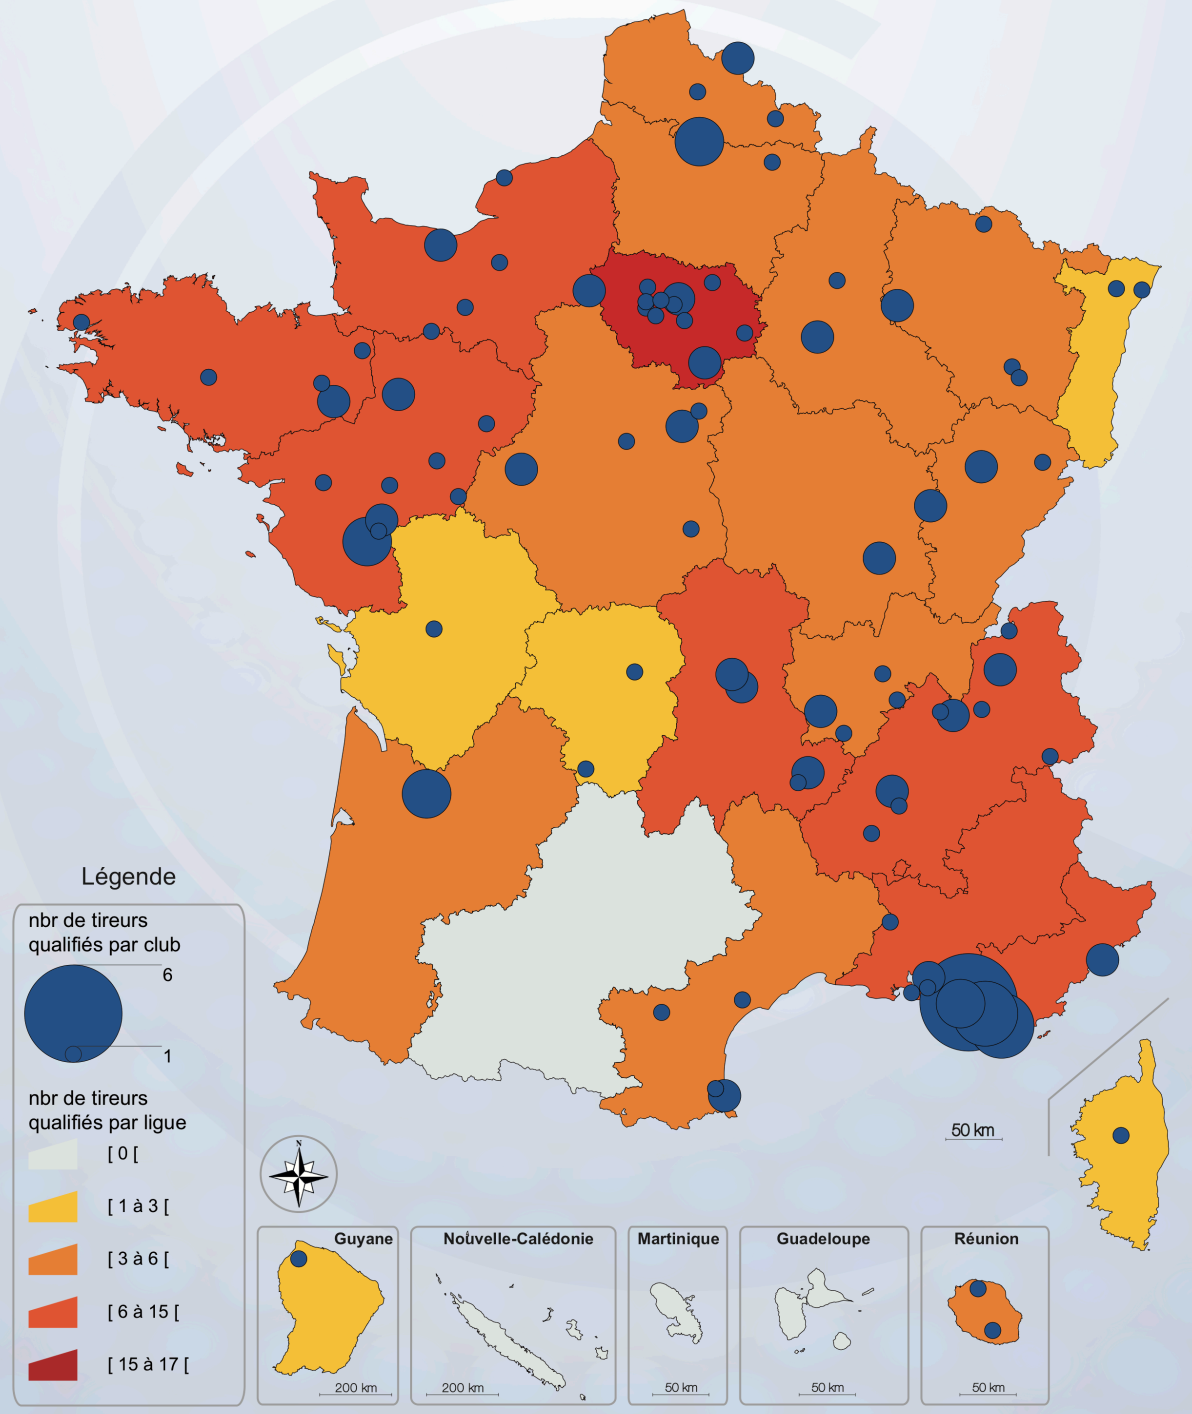 Légende
nbr de tireurs
qualifiés par club
6
1
nbr de tireurs
qualifiés par ligue
[ 0 [
[ 1 à 3 [
[ 3 à 6 [
[ 6 à 15 [
[ 15 à 17 [
N
50 km
Guyane
200 km
Nouvelle-Calédonie
200 km
Martinique
50 km
Guadeloupe
50 km
Réunion
50 km